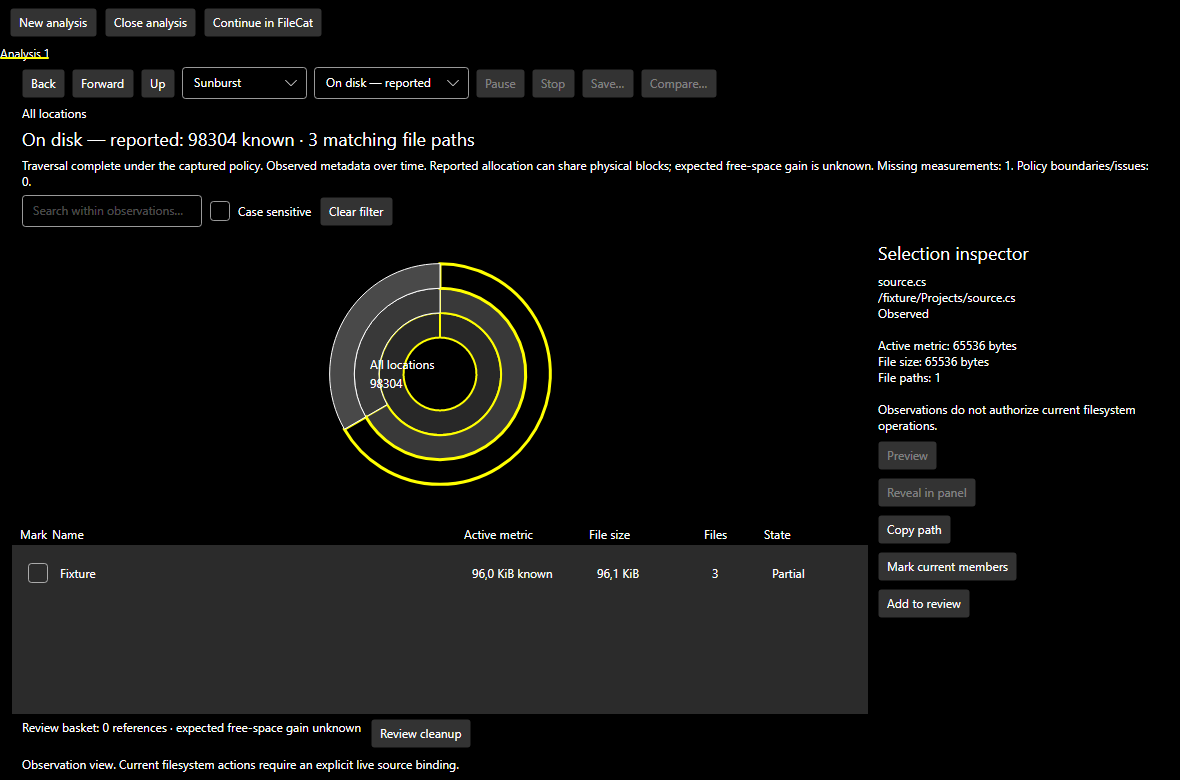 New analysis Close analysis Continue in FileCat
Analysis 1
Back Forward Up Sunburst On disk — reported Pause Stop Save... Compare...
All locations
On disk — reported: 98304 known · 3 matching file paths
Traversal complete under the captured policy. Observed metadata over time. Reported allocation can share physical blocks; expected free-space gain is unknown. Missing measurements: 1. Policy boundaries/issues:
0.
Search within observations... Case sensitive Clear filter
All locations
98304
Selection inspector
source.cs
/fixture/Projects/source.cs
Observed
Active metric: 65536 bytes
File size: 65536 bytes
File paths: 1
Observations do not authorize current filesystem
operations.
Preview
Reveal in panel
Copy path
Mark current members
Add to review
Mark Name Active metric File size Files State
Fixture 96,0 KiB known 96,1 KiB 3 Partial
Review basket: 0 references · expected free-space gain unknown Review cleanup
Observation view. Current filesystem actions require an explicit live source binding.